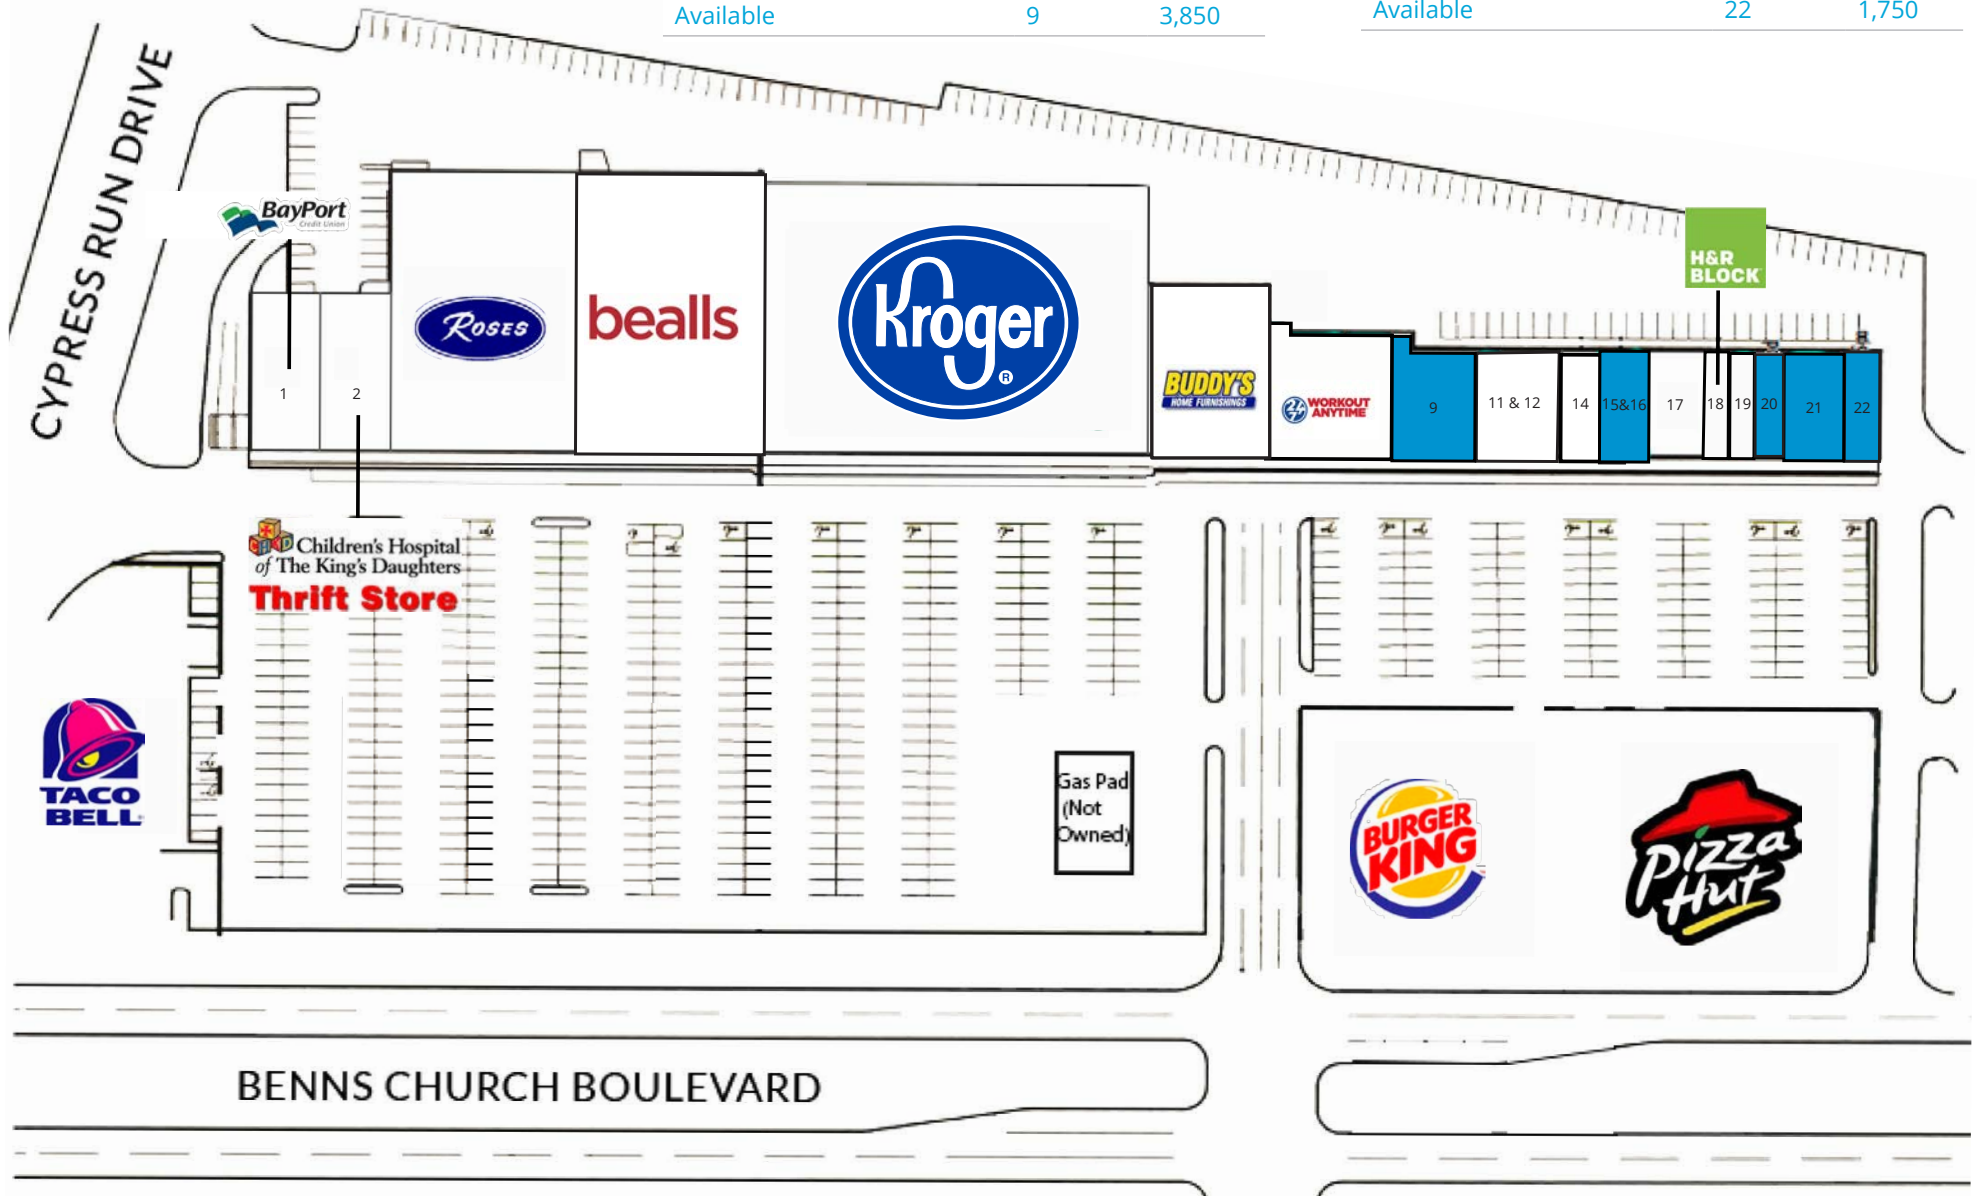 Available 9 3,850
Available 22 1,750
CYPRESS RUN DRIVE
BayPort
Credit Union
H&R
BLOCK
ROSES
bealls
Kroger
®
BUDDY'S
HOME FURNISHINGS
24/7 WORKOUT
ANYTIME
1
2
9
11 & 12
14
15&16
17
18
19
20
21
22
CHKD Children's Hospital
of The King's Daughters
Thrift Store
TACO
BELL
Gas Pad
(Not
Owned)
BURGER
KING
Pizza
Hut
BENNS CHURCH BOULEVARD